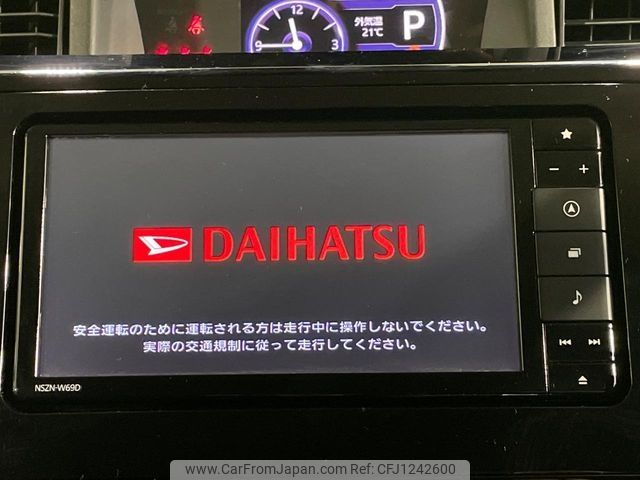 12
9
外気温
21℃
P
DAIHATSU
安全運転のために運転される方は走行中に操作しないでください。
実際の交通規制に従って走行してください。
NSZN-W69D
www.CarFromJapan.com CFJ1242600